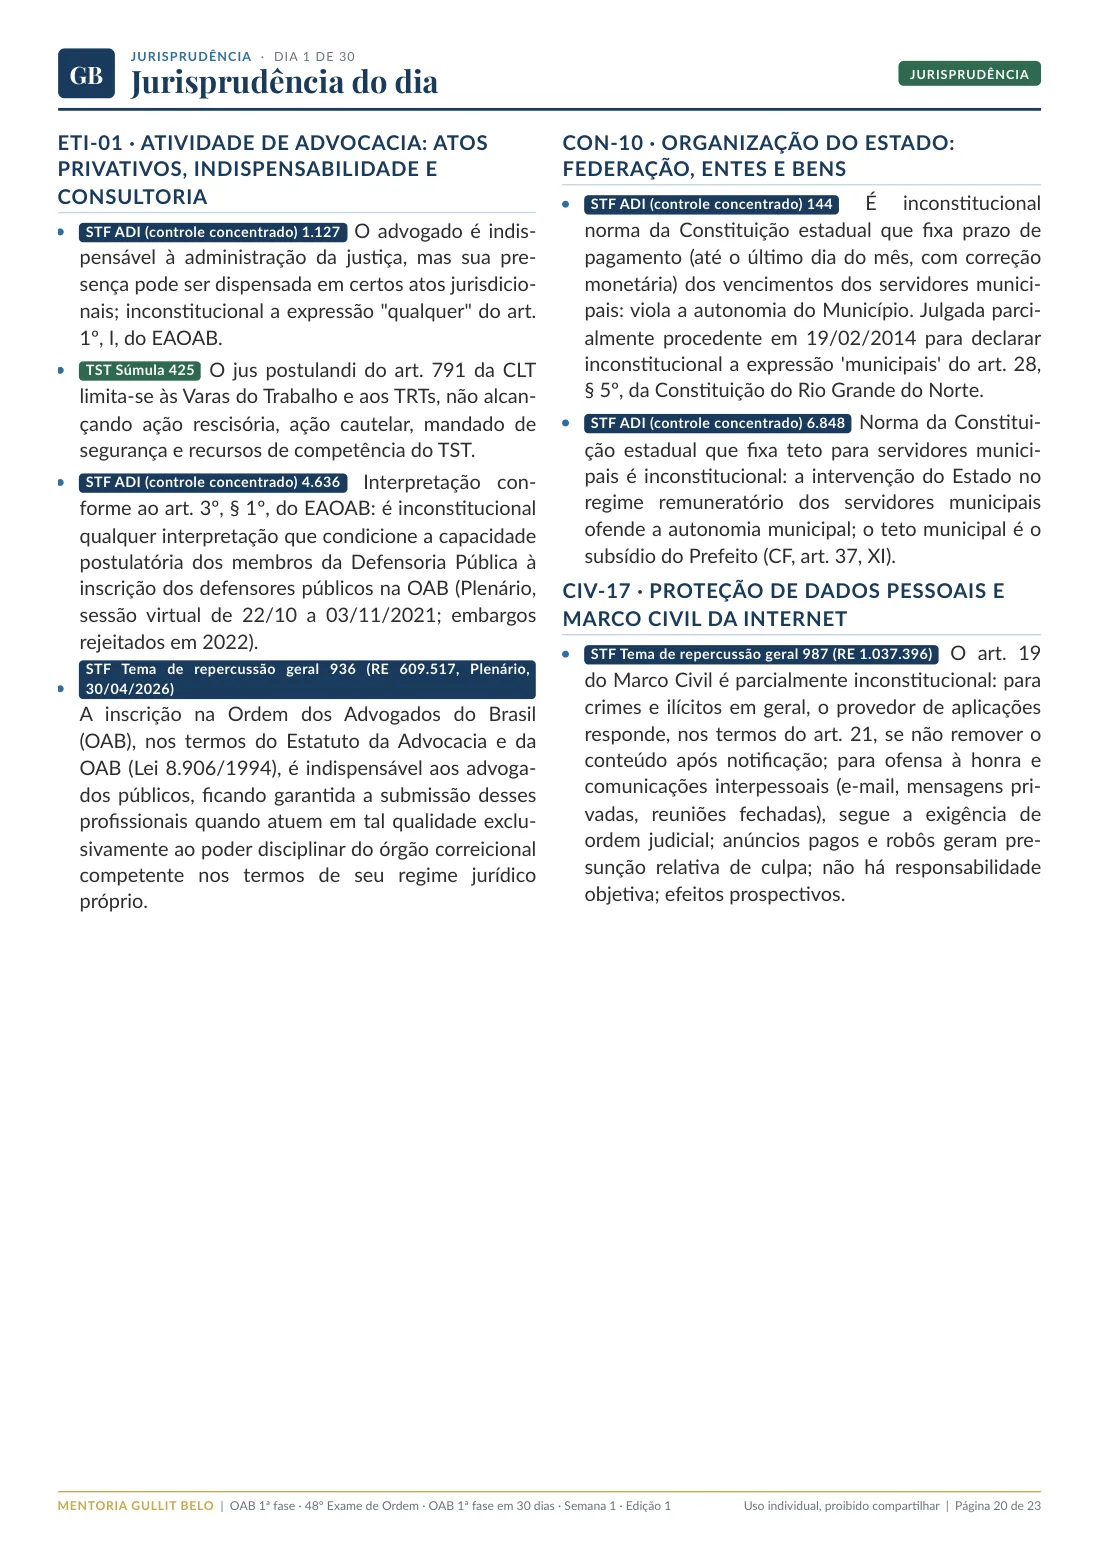 GB
JURISPRUDÊNCIA · DIA 1 DE 30
Jurisprudência do dia
JURISPRUDÊNCIA
ETI-01 · ATIVIDADE DE ADVOCACIA: ATOS
PRIVATIVOS, INDISPENSABILIDADE E
CONSULTORIA
• STF ADI (controle concentrado) 1.127 O advogado é indis-
pensável à administração da justiça, mas sua pre-
sença pode ser dispensada em certos atos jurisdicio-
nais; inconstitucional a expressão "qualquer" do art.
1º, I, do EAOAB.
• TST Súmula 425 O jus postulandi do art. 791 da CLT
limita-se às Varas do Trabalho e aos TRTs, não alcan-
çando ação rescisória, ação cautelar, mandado de
segurança e recursos de competência do TST.
• STF ADI (controle concentrado) 4.636 Interpretação con-
forme ao art. 3º, § 1º, do EAOAB: é inconstitucional
qualquer interpretação que condicione a capacidade
postulatória dos membros da Defensoria Pública à
inscrição dos defensores públicos na OAB (Plenário,
sessão virtual de 22/10 a 03/11/2021; embargos
rejeitados em 2022).
• STF Tema de repercussão geral 936 (RE 609.517, Plenário,
30/04/2026)
A inscrição na Ordem dos Advogados do Brasil
(OAB), nos termos do Estatuto da Advocacia e da
OAB (Lei 8.906/1994), é indispensável aos advoga-
dos públicos, ficando garantida a submissão desses
profissionais quando atuem em tal qualidade exclu-
sivamente ao poder disciplinar do órgão correicional
competente nos termos de seu regime jurídico
próprio.
CON-10 · ORGANIZAÇÃO DO ESTADO:
FEDERAÇÃO, ENTES E BENS
• STF ADI (controle concentrado) 144 É inconstitucional
norma da Constituição estadual que fixa prazo de
pagamento (até o último dia do mês, com correção
monetária) dos vencimentos dos servidores munici-
pais: viola a autonomia do Município. Julgada parci-
almente procedente em 19/02/2014 para declarar
inconstitucional a expressão 'municipais' do art. 28,
§ 5º, da Constituição do Rio Grande do Norte.
• STF ADI (controle concentrado) 6.848 Norma da Constitui-
ção estadual que fixa teto para servidores munici-
pais é inconstitucional: a intervenção do Estado no
regime remuneratório dos servidores municipais
ofende a autonomia municipal; o teto municipal é o
subsídio do Prefeito (CF, art. 37, XI).
CIV-17 · PROTEÇÃO DE DADOS PESSOAIS E
MARCO CIVIL DA INTERNET
• STF Tema de repercussão geral 987 (RE 1.037.396) O art. 19
do Marco Civil é parcialmente inconstitucional: para
crimes e ilícitos em geral, o provedor de aplicações
responde, nos termos do art. 21, se não remover o
conteúdo após notificação; para ofensa à honra e
comunicações interpessoais (e-mail, mensagens pri-
vadas, reuniões fechadas), segue a exigência de
ordem judicial; anúncios pagos e robôs geram pre-
sunção relativa de culpa; não há responsabilidade
objetiva; efeitos prospectivos.
MENTORIA GULLIT BELO | OAB 1ª fase · 48º Exame de Ordem · OAB 1ª fase em 30 dias · Semana 1 · Edição 1
Uso individual, proibido compartilhar | Página 20 de 23